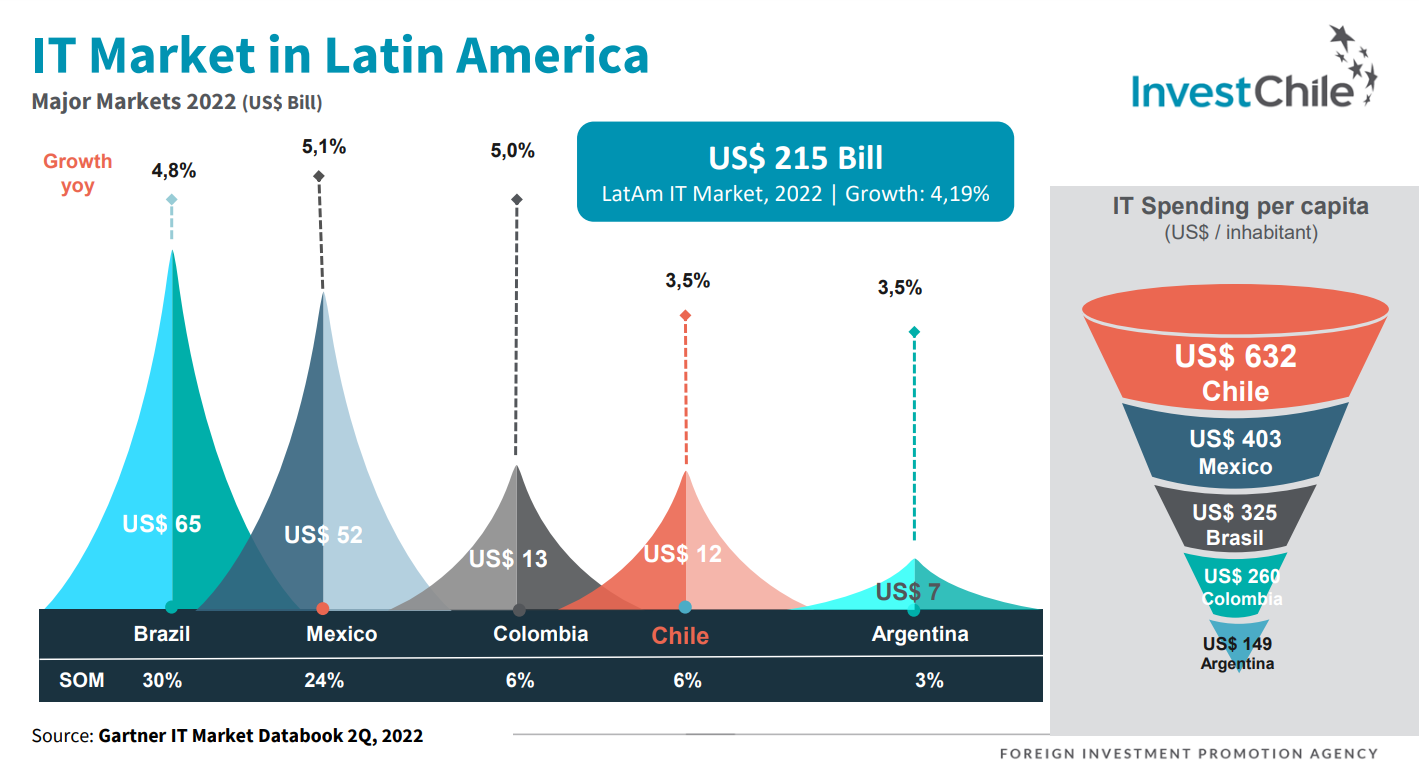 IT Market in Latin America
Major Markets 2022 (US$ Bill)
InvestChile
Growth
yoy
4,8%
5,1%
5,0%
3,5%
3,5%
US$ 215 Bill
LatAm IT Market, 2022 | Growth: 4,19%
US$ 65
US$ 52
US$ 13
US$ 12
US$ 7
Brazil Mexico Colombia Chile Argentina
SOM 30% 24% 6% 6% 3%
IT Spending per capita
(US$ / inhabitant)
US$ 632
Chile
US$ 403
Mexico
US$ 325
Brasil
US$ 260
Colombia
US$ 149
Argentina
Source: Gartner IT Market Databook 2Q, 2022
FOREIGN INVESTMENT PROMOTION AGENCY